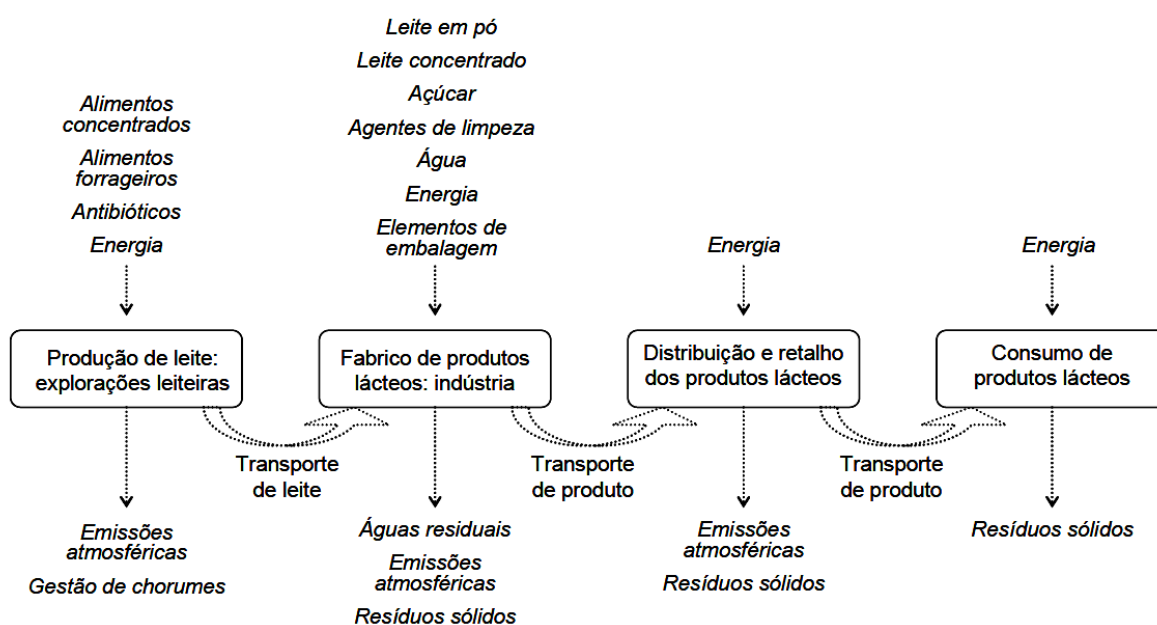 Leite em pó
Leite concentrado
Açúcar
Agentes de limpeza
Água
Energia
Elementos de
embalagem
Alimentos
concentrados
Alimentos
forrageiros
Antibióticos
Energia
Energia
Energia
Produção de leite:
explorações leiteiras
Fabrico de produtos
lácteos: indústria
Distribuição e retalho
dos produtos lácteos
Consumo de
produtos lácteos
Transporte
de leite
Transporte
de produto
Transporte
de produto
Emissões
atmosféricas
Gestão de chorumes
Águas residuais
Emissões
atmosféricas
Resíduos sólidos
Emissões
atmosféricas
Resíduos sólidos
Resíduos sólidos